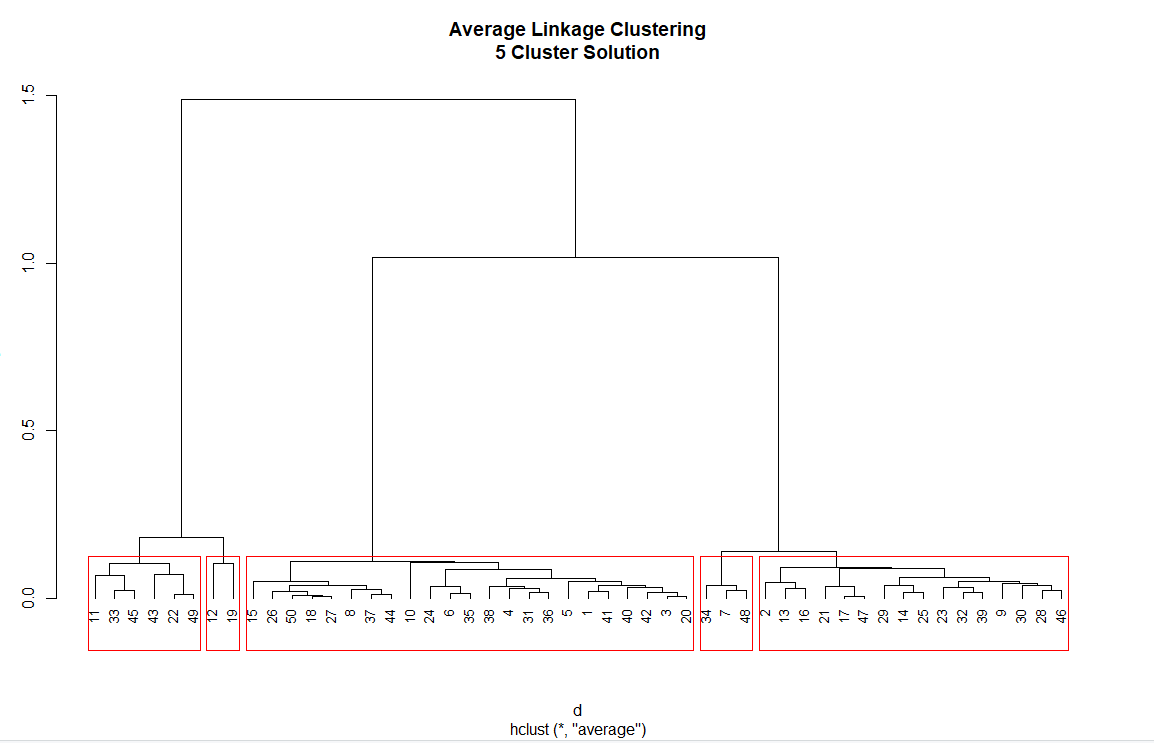 Average Linkage Clustering
5 Cluster Solution
1.5
1.0
0.5
0.0
11 33 45 43 22 49 12 19 15 26 50 18 27 8 37 44 10 24 6 35 38 4 31 36 5 1 41 40 42 3 20 34 7 48 2 13 16 21 17 47 29 14 25 23 32 39 9 30 28 46
d
hclust (*, "average")